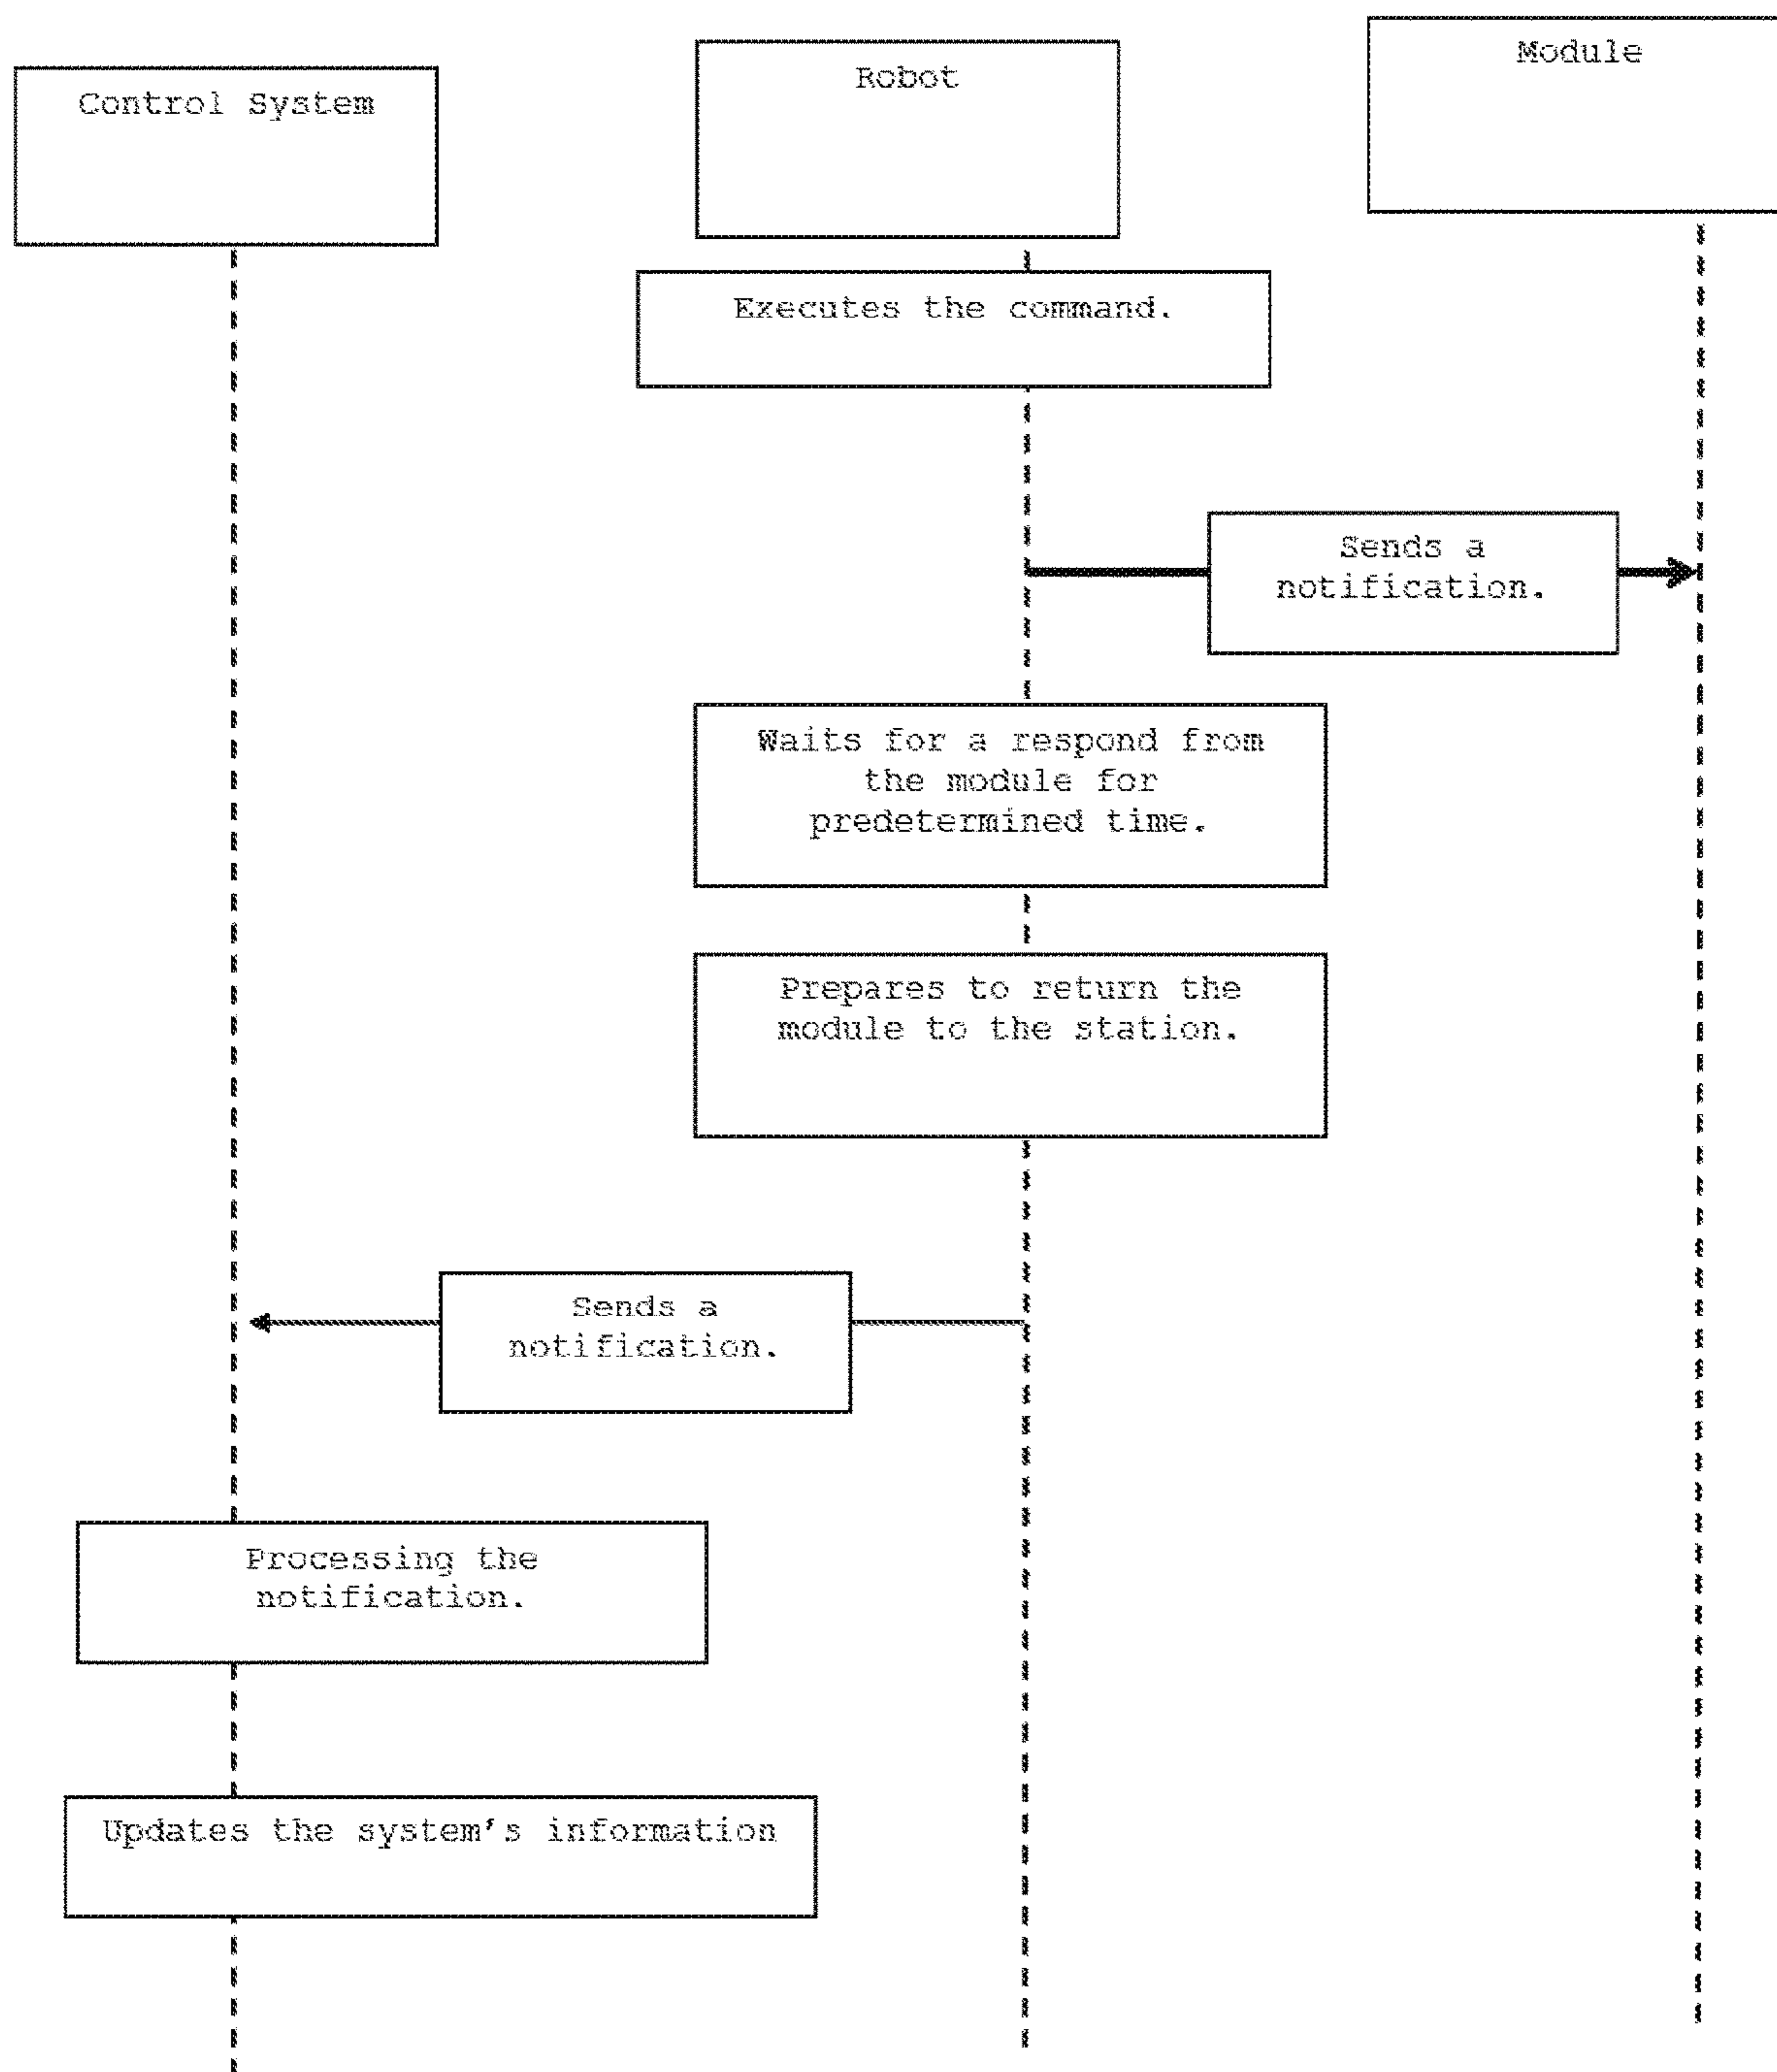 Control System
Robot
Module
Executes the command.
Sends a
notification.
Waits for a respond from
the module for
predetermined time.
Prepares to return the
module to the station.
Sends a
notification.
Processing the
notification.
Updates the system's information